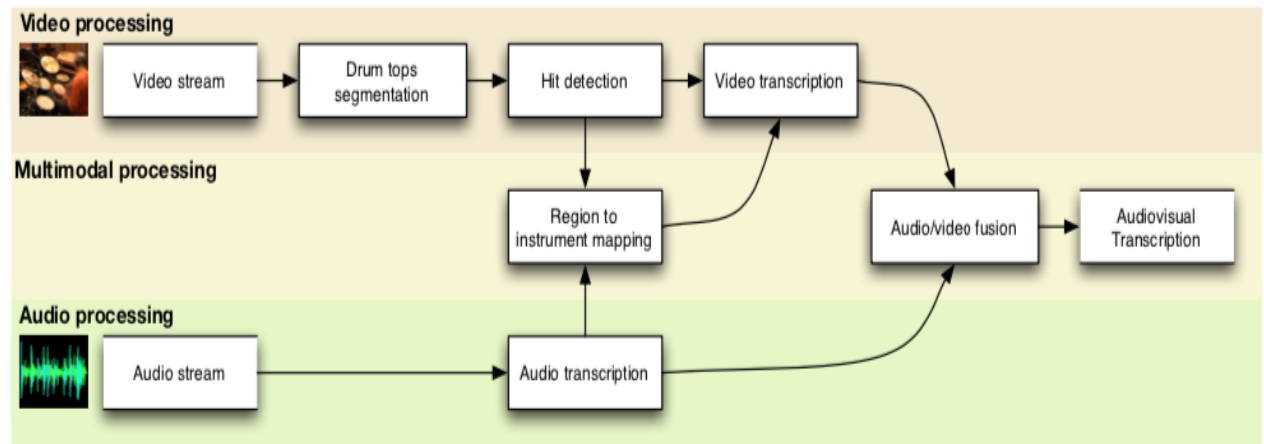 Video processing
Video stream
Drum tops
segmentation
Hit detection
Video transcription
Multimodal processing
Region to
instrument mapping
Audio/video fusion
Audiovisual
Transcription
Audio processing
Audio stream
Audio transcription